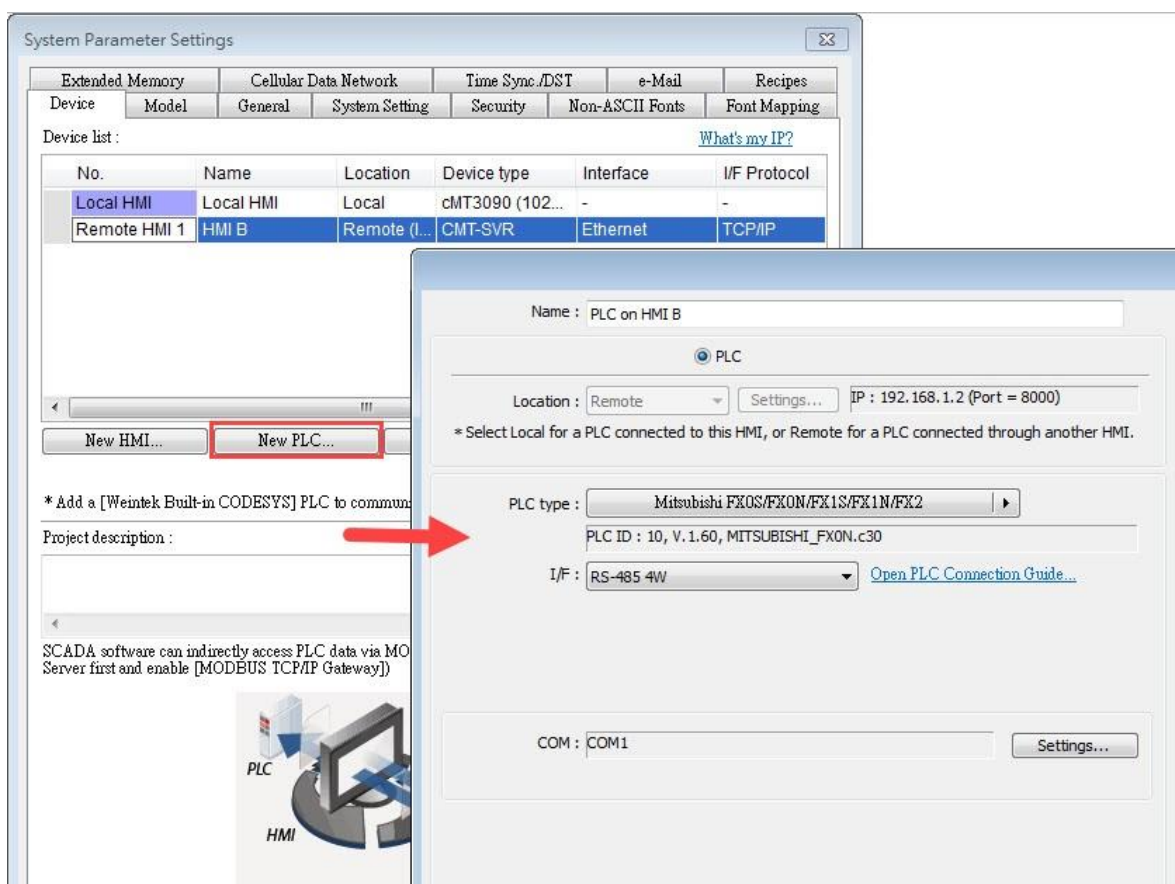 System Parameter Settings
Extended Memory Cellular Data Network Time Sync./DST e-Mail Recipes
Device Model General System Setting Security Non-ASCII Fonts Font Mapping
Device list : What's my IP?
No. Name Location Device type Interface I/F Protocol
Local HMI Local HMI Local cMT3090 (102... - -
Remote HMI 1 HMI B Remote (I... CMT-SVR Ethernet TCP/IP
New HMI... New PLC...
* Add a [Weintek Built-in CODESYS] PLC to commun
Project description :
SCADA software can indirectly access PLC data via MO
Server first and enable [MODBUS TCP/IP Gateway])
PLC
HMI
Name : PLC on HMI B
PLC
Location : Remote Settings... IP : 192.168.1.2 (Port = 8000)
* Select Local for a PLC connected to this HMI, or Remote for a PLC connected through another HMI.
PLC type : Mitsubishi FX0S/FX0N/FX1S/FX1N/FX2
PLC ID : 10, V.1.60, MITSUBISHI_FX0N.c30
I/F : RS-485 4W Open PLC Connection Guide...
COM : COM1 Settings...